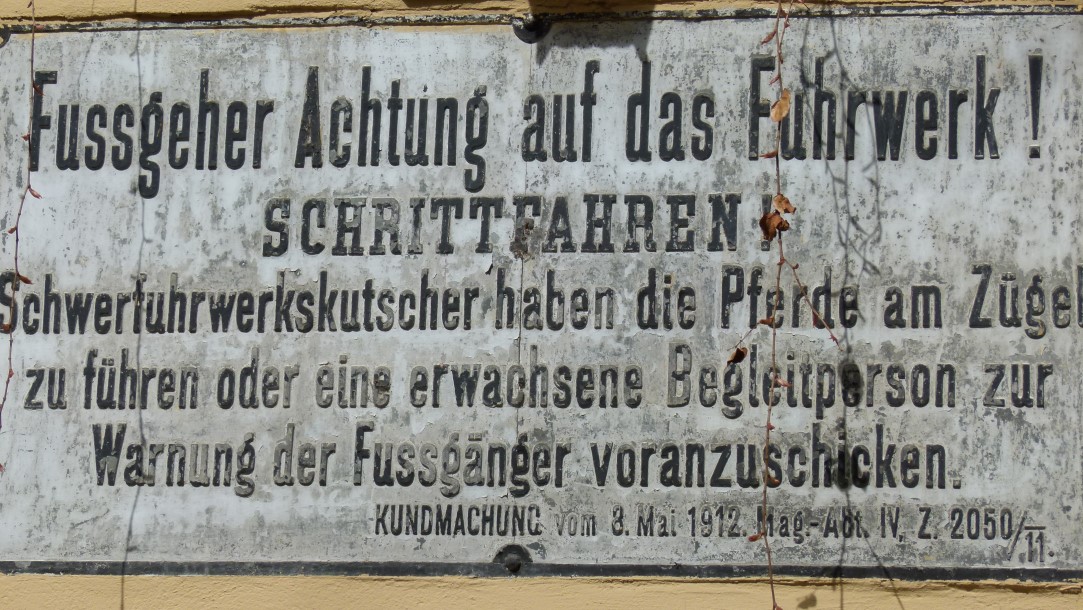 Fussgeher Achtung auf das Fuhrwerk!
SCHRITTFAHREN!
Schwerfuhrwerkskutscher haben die Pferde am Zügel
zu führen oder eine erwachsene Begleitperson zur
Warnung der Fussgänger voranzuschicken.
KUNDMACHUNG vom 8. Mai 1912. Mag.-Abt. IV, Z. 2050/11.